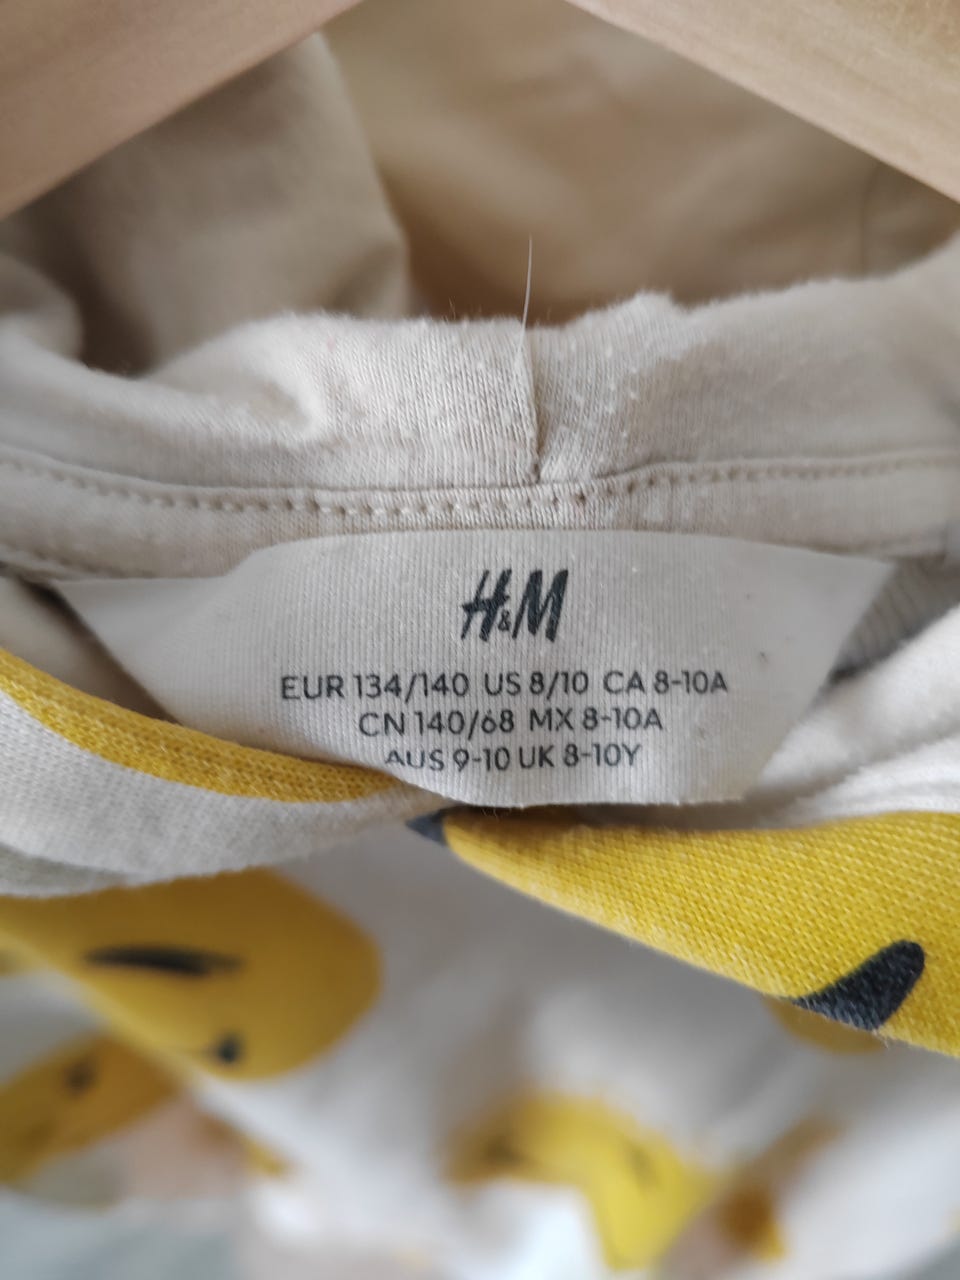 H&M
EUR 134/140 US 8/10 CA 8-10A
CN 140/68 MX 8-10A
AUS 9-10 UK 8-10Y